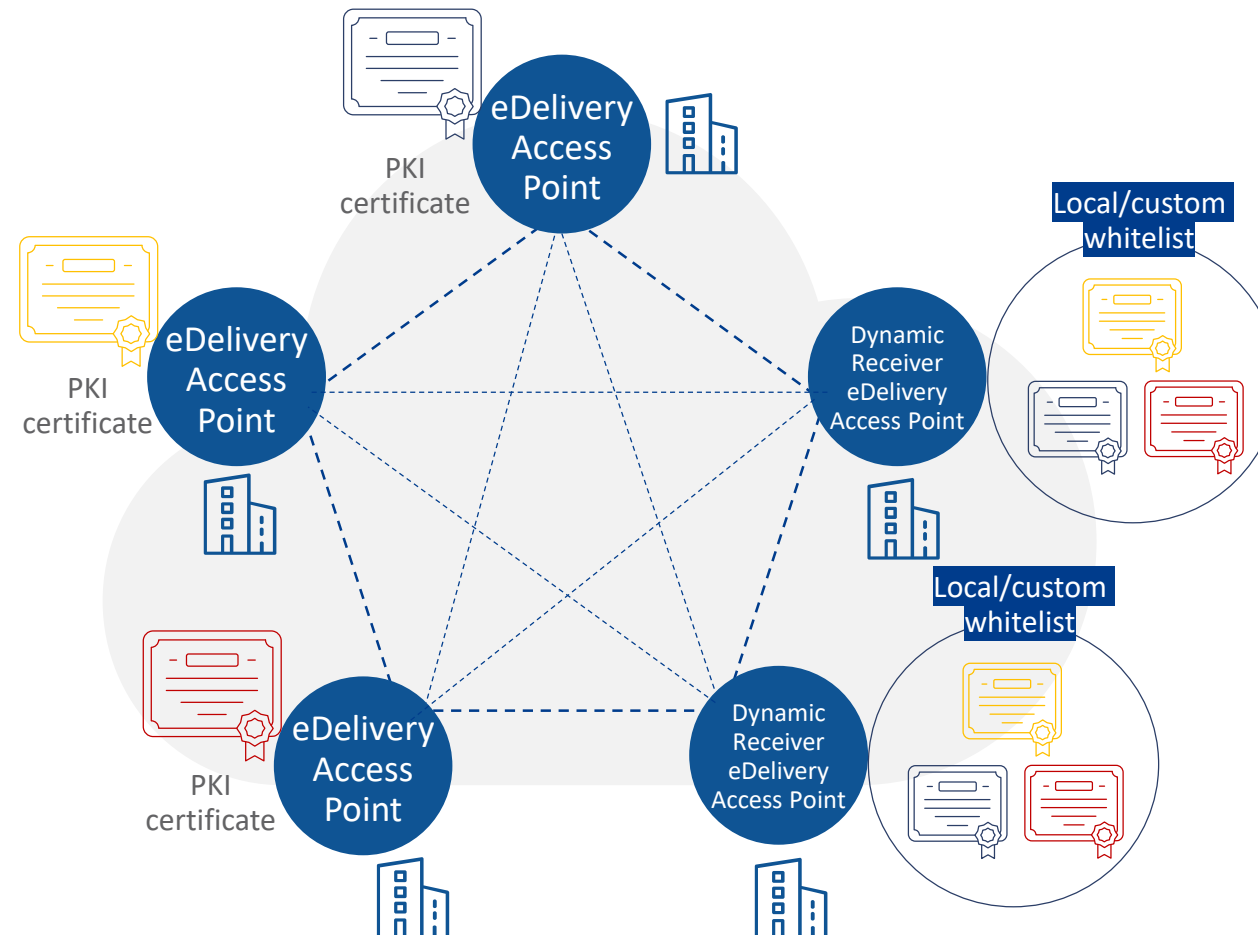 eDelivery
Access
Point
PKI
certificate
Local/custom
whitelist
eDelivery
Access
Point
PKI
certificate
Dynamic
Receiver
eDelivery
Access Point
Local/custom
whitelist
eDelivery
Access
Point
PKI
certificate
Dynamic
Receiver
eDelivery
Access Point